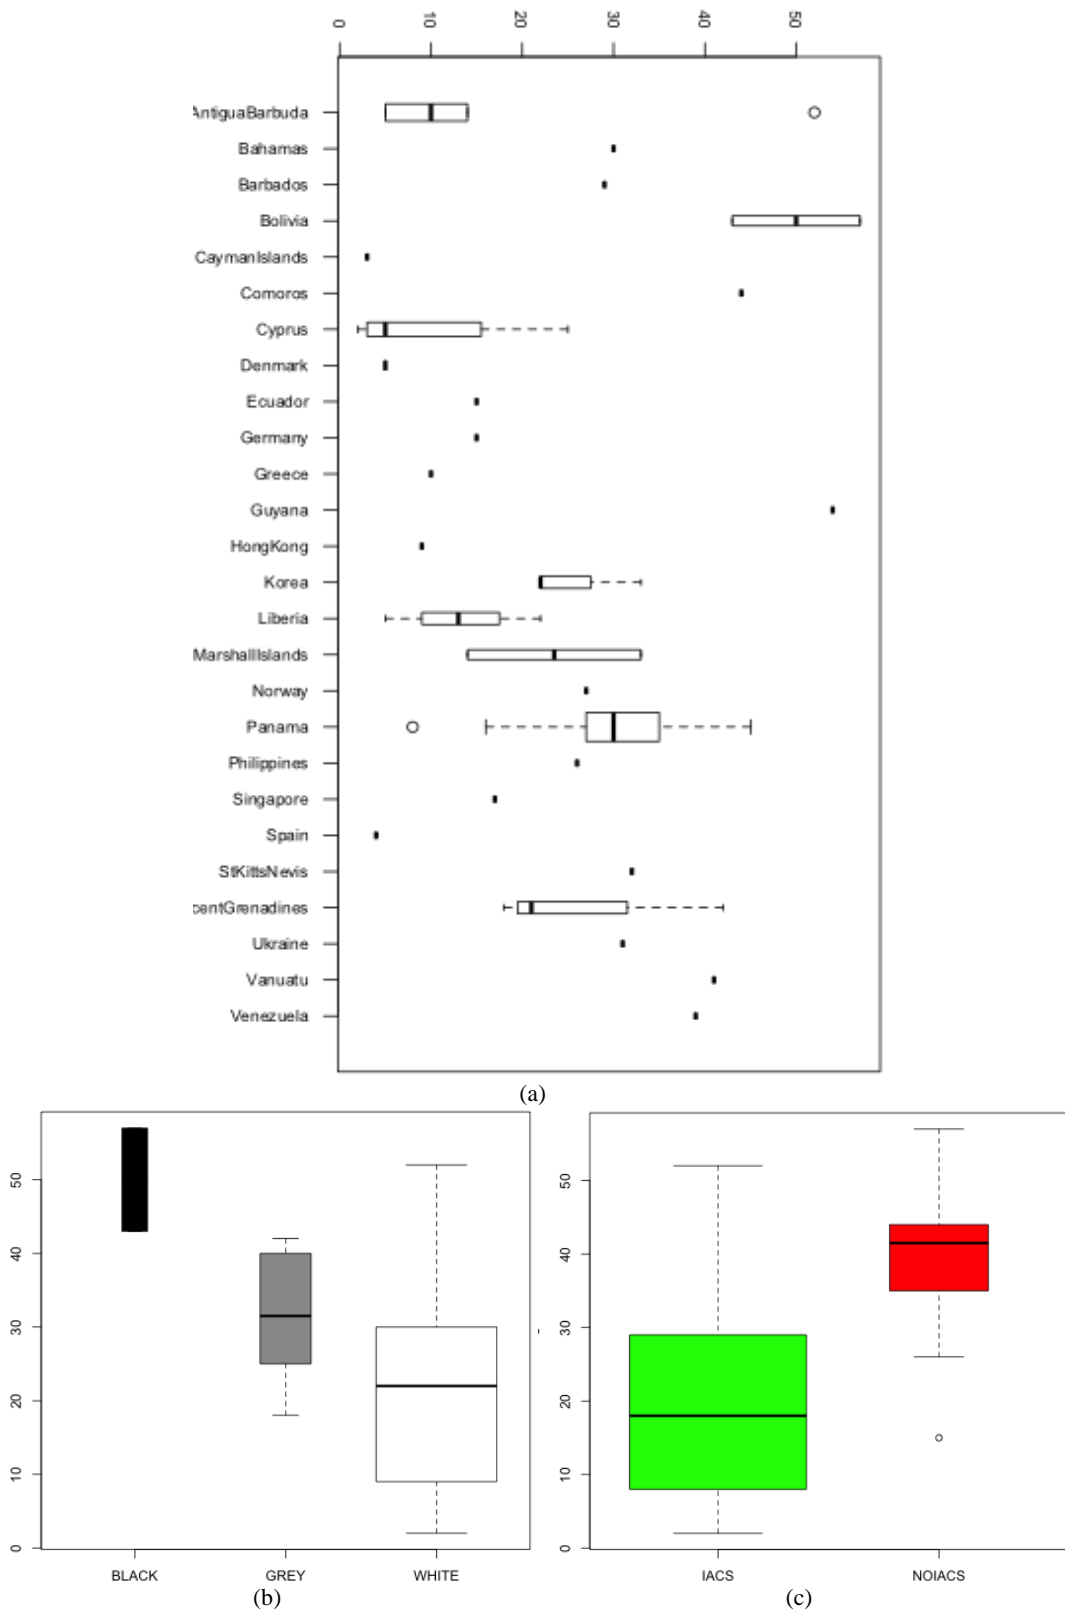 0 10 20 30 40 50
AntiguaBarbuda
Bahamas
Barbados
Bolivia
CaymanIslands
Comoros
Cyprus
Denmark
Ecuador
Germany
Greece
Guyana
HongKong
Korea
Liberia
MarshallIslands
Norway
Panama
Philippines
Singapore
Spain
StKittsNevis
centGrenadines
Ukraine
Vanuatu
Venezuela
(a)
50
40
30
20
10
0
BLACK GREY WHITE
(b)
50
40
30
20
10
0
IACS NOIACS
(c)